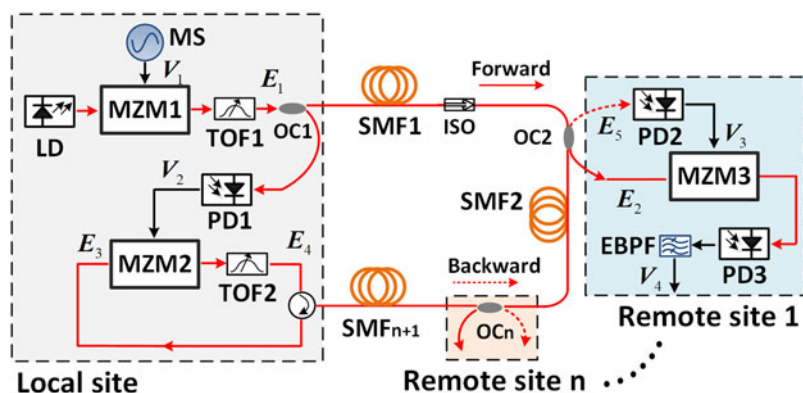 MS
V1
E1
Forward
MZM1
SMF1
ISO
LD
TOF1
OC1
OC2
E5
PD2
V3
V2
PD1
SMF2
E2
MZM3
E3
E4
MZM2
EBPF
TOF2
Backward
V4
PD3
SMFn+1
OCn
Remote site 1
Local site
Remote site n